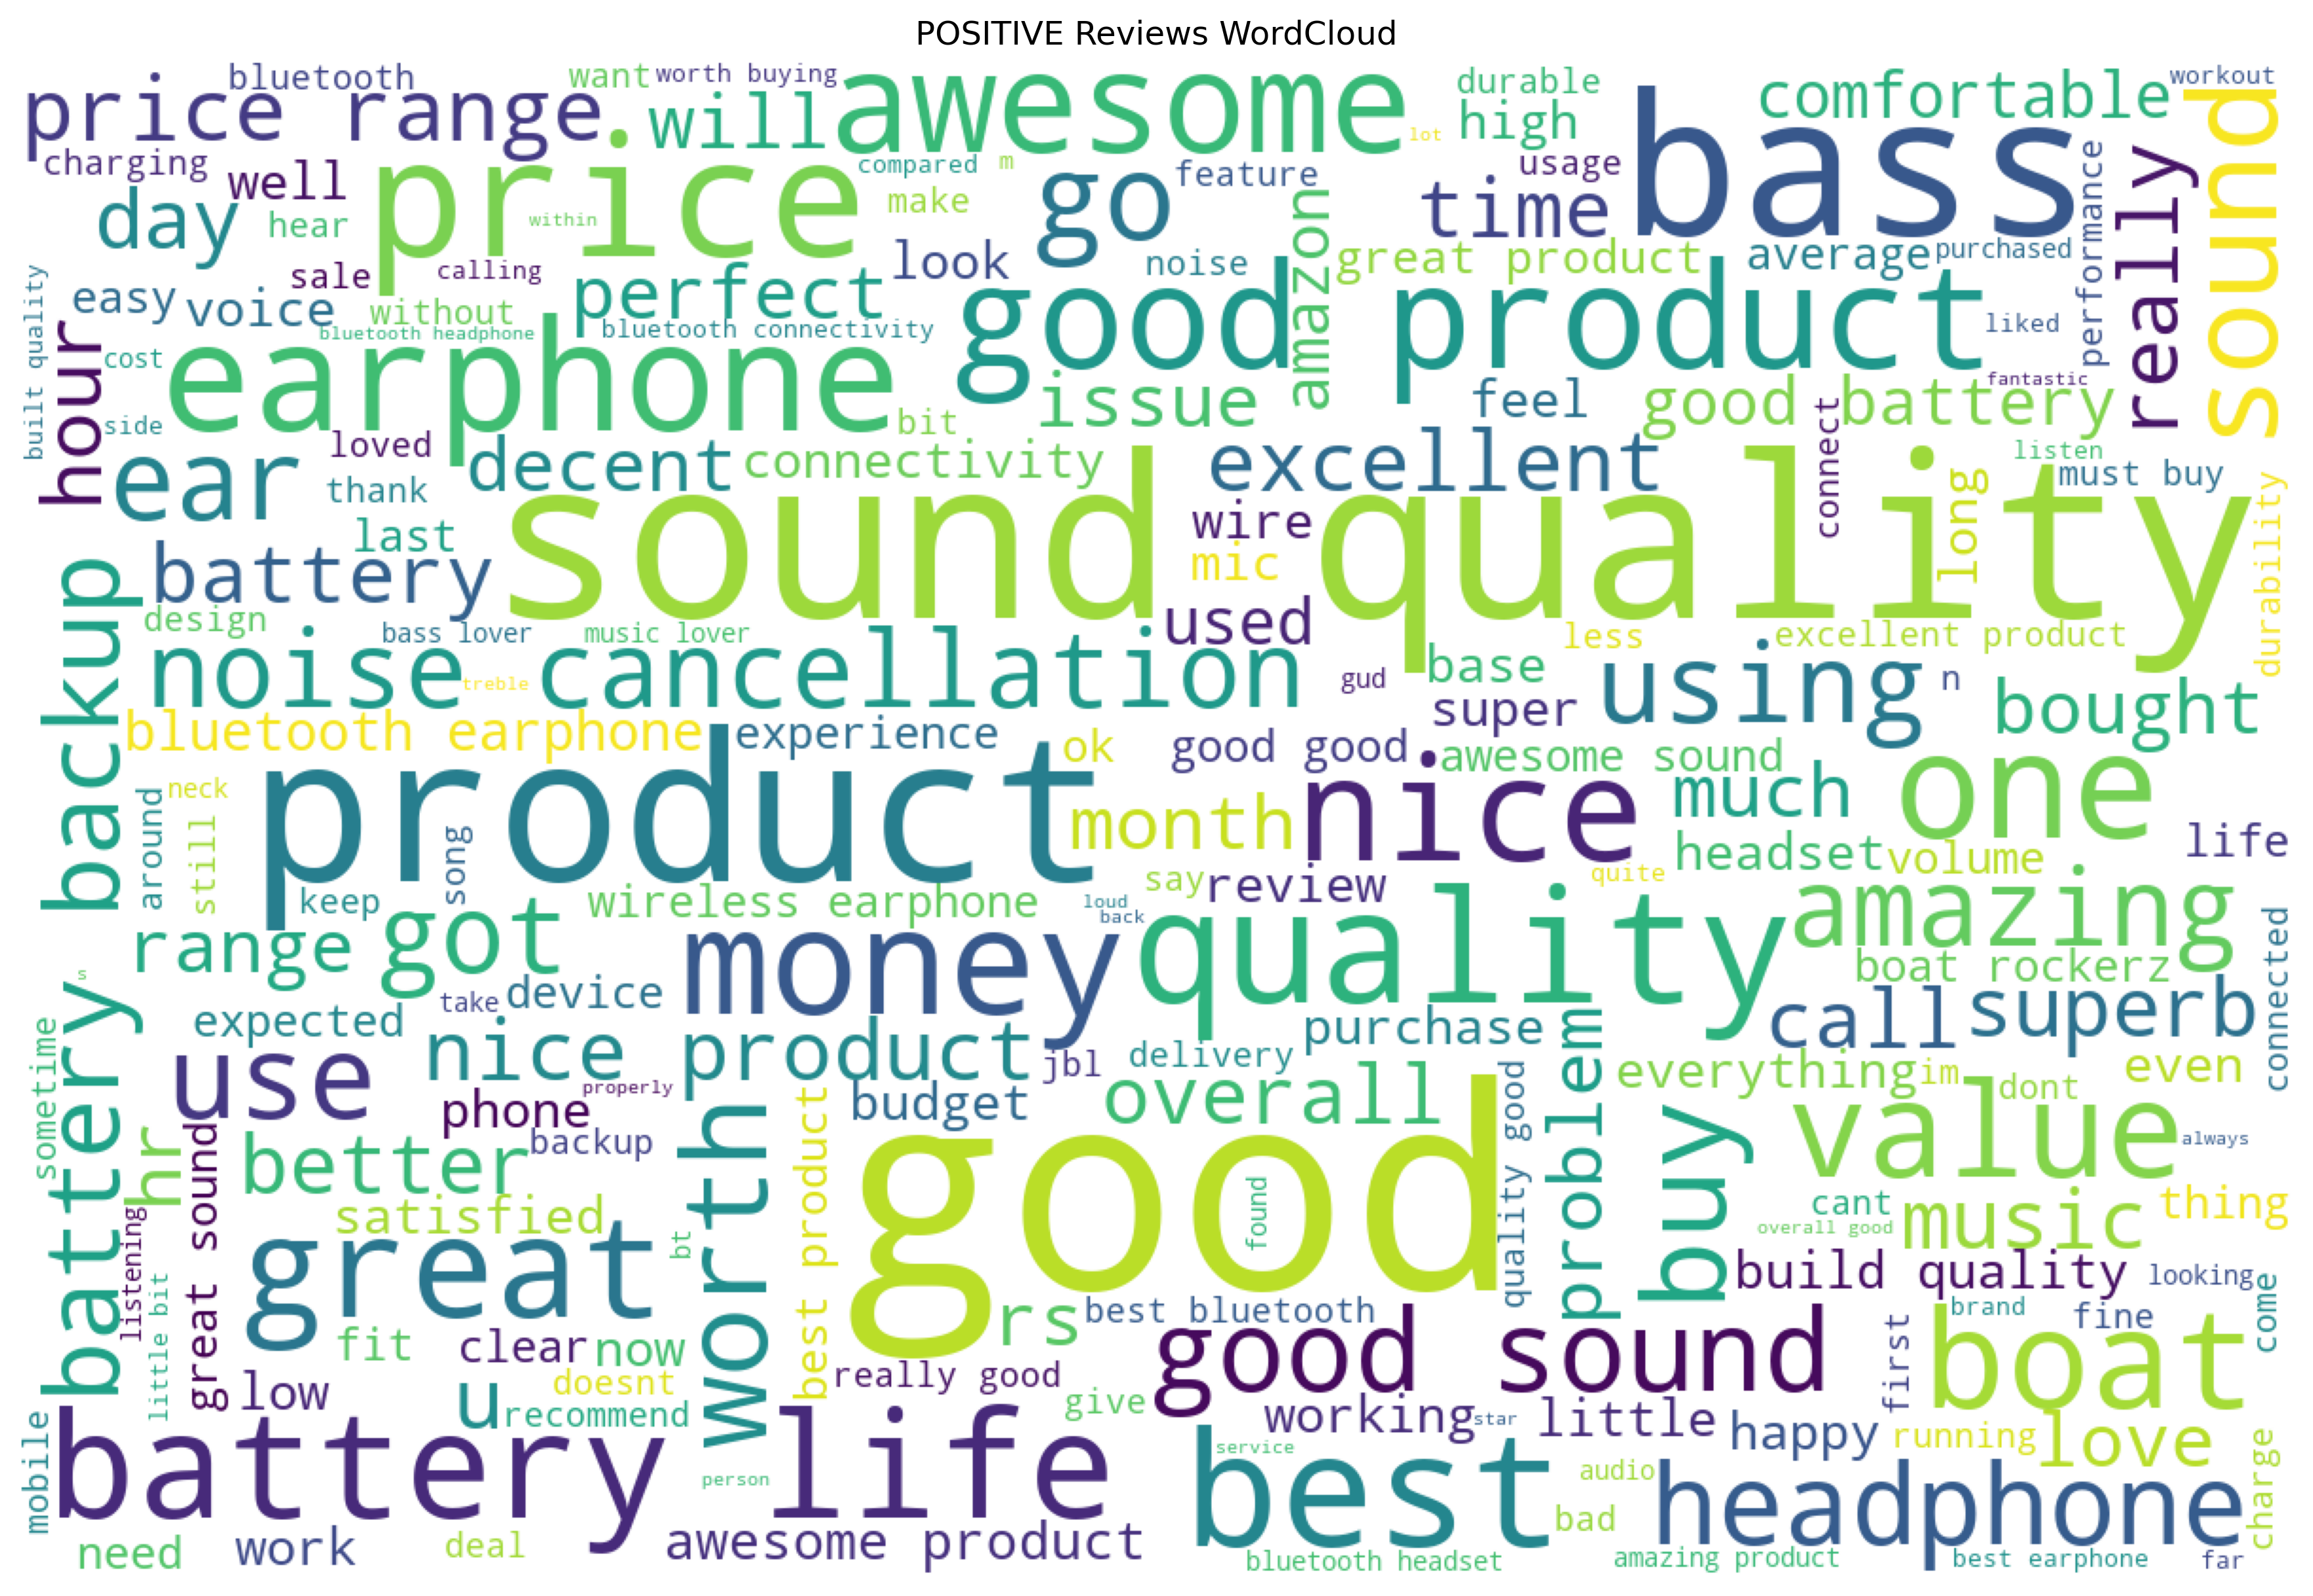 POSITIVE Reviews WordCloud
bluetooth
want
worth buying
awesome
durable
comfortable
workout
price range
will
lot
high
bass
sound
charging
well
price
compared
m
go
feature
usage
time
performance
really
day
hear
within
make
look
amazon
noise
great product
average
purchased
built quality
sale
calling
perfect
good product
easy
voice
without
bluetooth headphone
bluetooth connectivity
liked
hour
cost
earphone
issue
feel
good battery
fantastic
side
bit
loved
decent
connectivity
excellent
connect
listen
ear
thank
sound quality
long
must buy
durability
last
wire
mic
battery
backup
design
bass lover
music lover
used
less
excellent product
noise cancellation
treble
gud
base
using
n
super
bought
bluetooth earphone
experience
ok
good good
awesome sound
product
nice
much
one
neck
around
still
song
month
headset
volume
life
keep
wireless earphone
loud
back
say
review
quite
amazing
range
got
money
quality
boat rockerz
connected
s
battery
take
device
expected
nice product
jbl
delivery
purchase
call
superb
sometime
use
properly
phone
budget
overall
problem
everything
im
dont
even
hr
great sound
better
backup
worth
best product
good
found
quality good
buy
value
always
listening
satisfied
bt
cant
overall good
music
thing
great
build quality
looking
little bit
fit
clear
now
rs
best bluetooth
good sound
first
boat
brand
fine
come
low
u
doesnt
recommend
really good
give
working
star
little
happy
running
love
mobile
battery life
person
best
service
audio
bad
headphone
charge
need
work
deal
awesome product
bluetooth headset
amazing product
best earphone
far